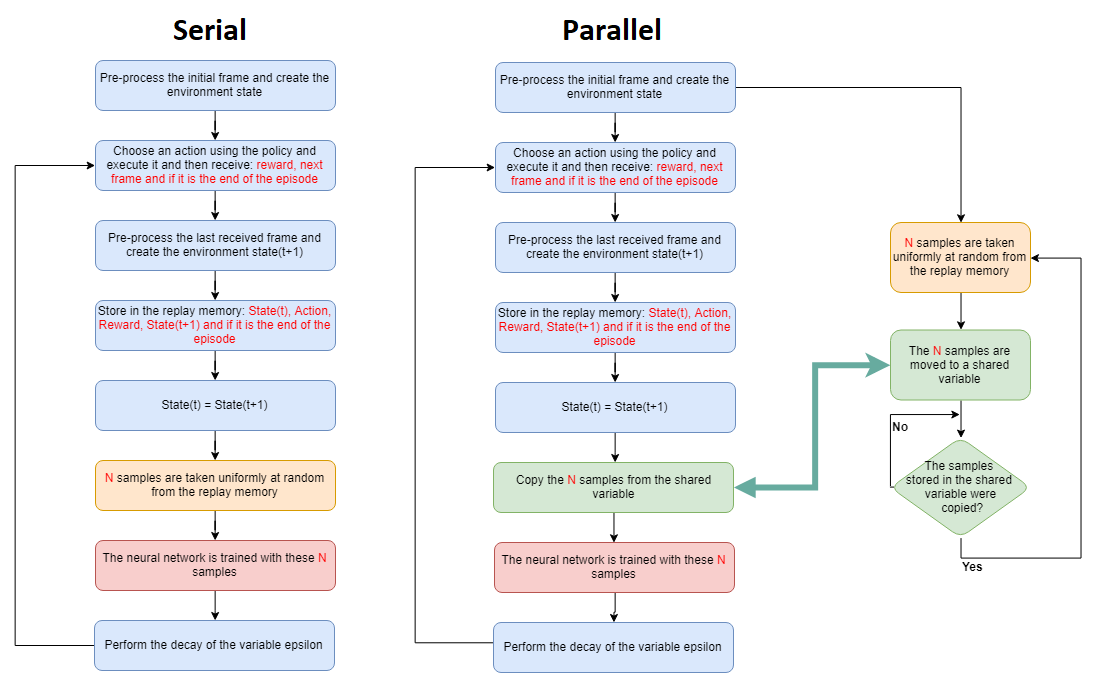 Serial
Pre-process the initial frame and create the
environment state
Choose an action using the policy and
execute it and then receive: reward, next
frame and if it is the end of the episode
Pre-process the last received frame and
create the environment state(t+1)
Store in the replay memory: State(t), Action,
Reward, State(t+1) and if it is the end of the
episode
State(t) = State(t+1)
N samples are taken uniformly at random
from the replay memory
The neural network is trained with these N
samples
Perform the decay of the variable epsilon
Parallel
Pre-process the initial frame and create the
environment state
Choose an action using the policy and
execute it and then receive: reward, next
frame and if it is the end of the episode
Pre-process the last received frame and
create the environment state(t+1)
Store in the replay memory: State(t), Action,
Reward, State(t+1) and if it is the end of the
episode
State(t) = State(t+1)
Copy the N samples from the shared
variable
The neural network is trained with these N
samples
Perform the decay of the variable epsilon
N samples are taken
uniformly at random from
the replay memory
The N samples are
moved to a shared
variable
No
The samples
stored in the shared
variable were
copied?
Yes